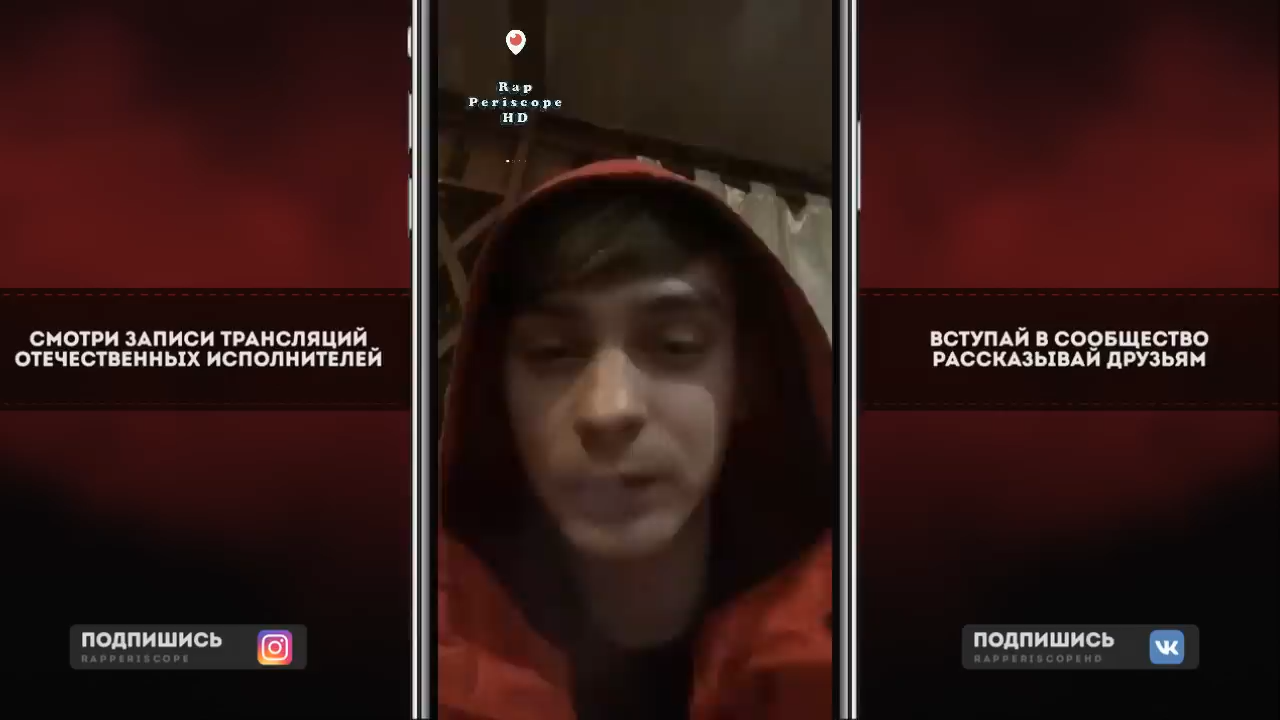 Rap
Periscope
HD
СМОТРИ ЗАПИСИ ТРАНСЛЯЦИЙ
ОТЕЧЕСТВЕННЫХ ИСПОЛНИТЕЛЕЙ
ВСТУПАЙ В СООБЩЕСТВО
РАССКАЗЫВАЙ ДРУЗЬЯМ
ПОДПИШИСЬ
RAPPERISCOPE
ПОДПИШИСЬ
RAPPERISCOPEHD